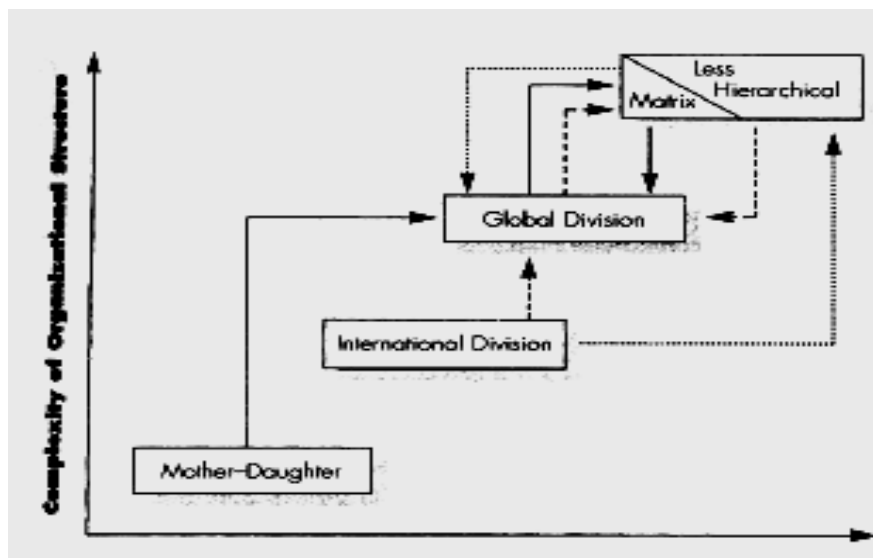 Complexity of Organizational Structure
Less
Hierarchical
Matrix
Global Division
International Division
Mother-Daughter